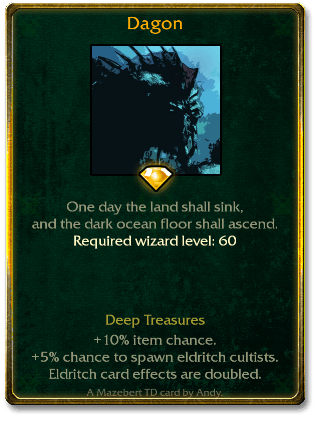 Dagon
One day the land shall sink,
and the dark ocean floor shall ascend.
Required wizard level: 60
Deep Treasures
+10% item chance.
+5% chance to spawn eldritch cultists.
Eldritch card effects are doubled.
A Mazebert TD card by Andy.